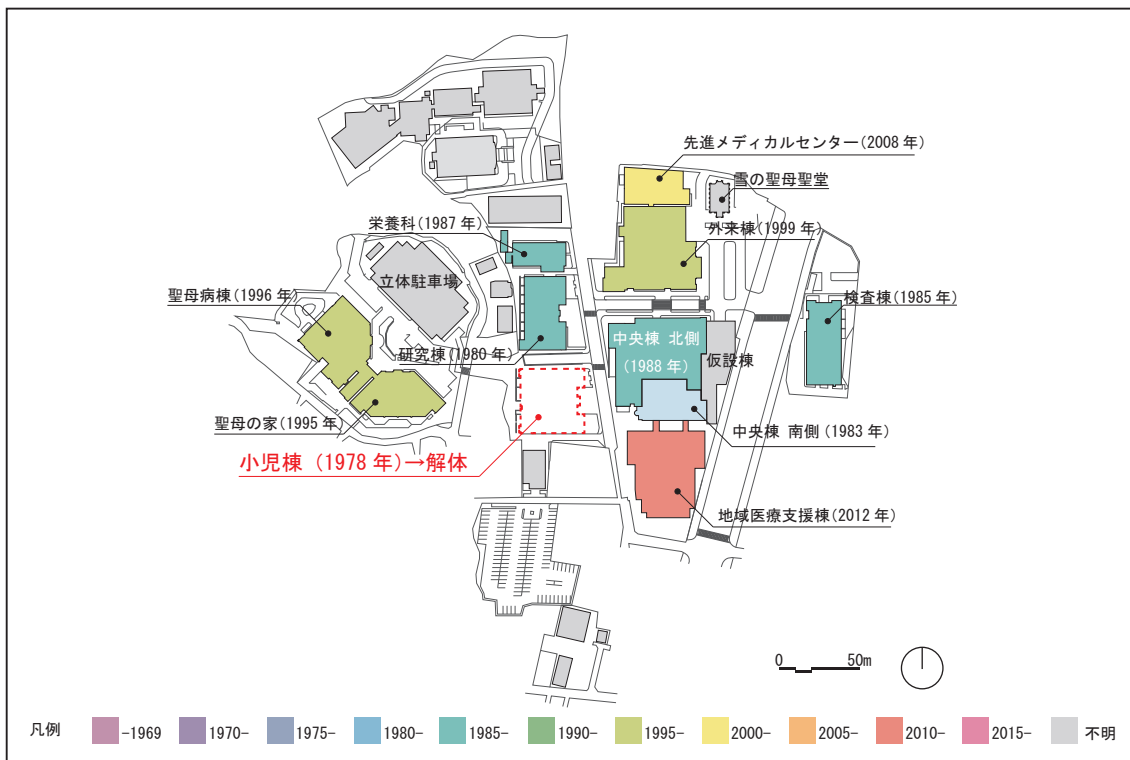 先進メディカルセンター(2008 年)
雪の聖母聖堂
栄養科(1987 年)
外来棟(1999 年)
立体駐車場
聖母病棟(1996 年)
検査棟(1985 年)
中央棟 北側
(1988 年)
研究棟(1980 年)
仮設棟
聖母の家(1995 年)
中央棟 南側 (1983 年)
小児棟 (1978 年)→解体
地域医療支援棟(2012 年)
0 50m
凡例 -1969 1970- 1975- 1980- 1985- 1990- 1995- 2000- 2005- 2010- 2015- 不明